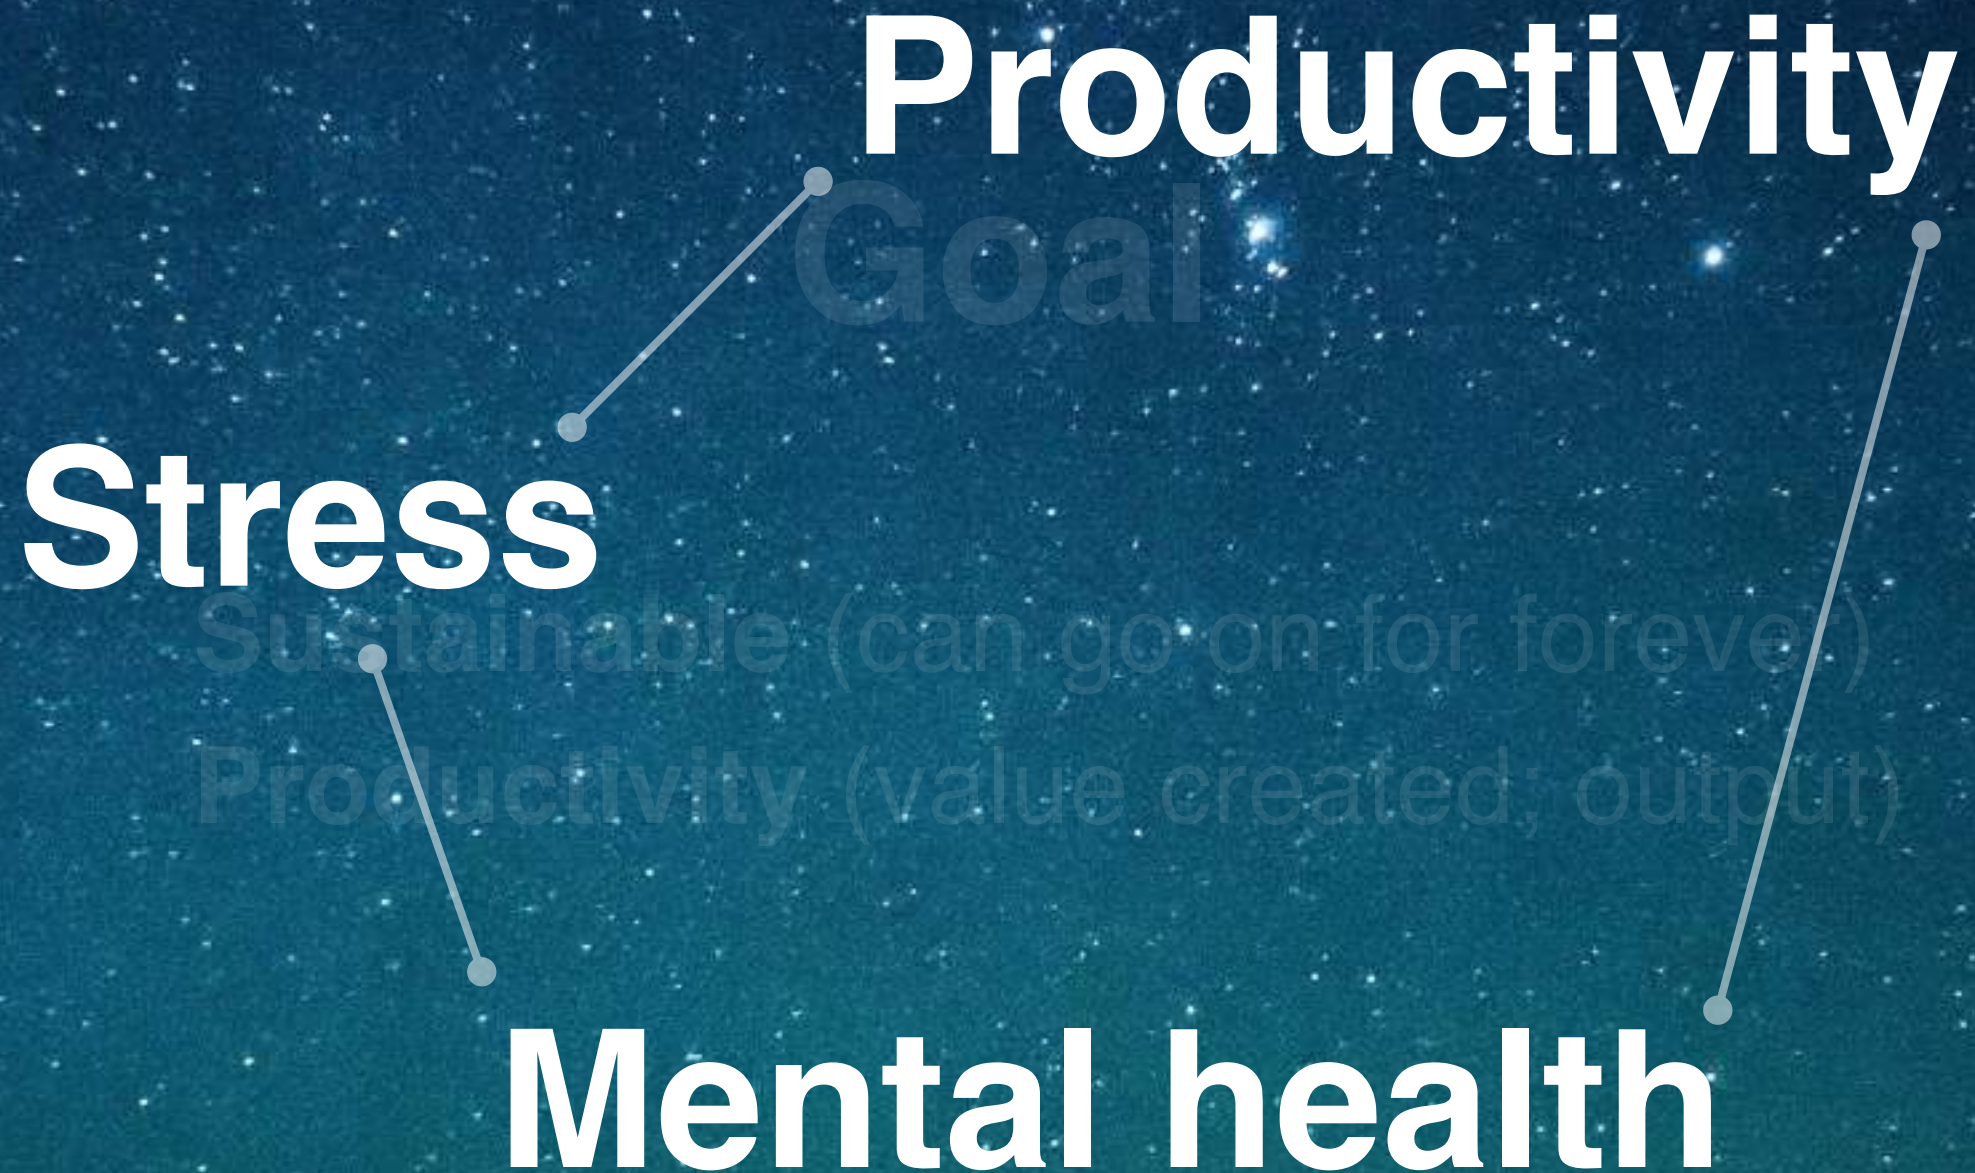 Productivity
Goal
Stress
Sustainable (can go on for forever)
Productivity (value created; output)
Mental health